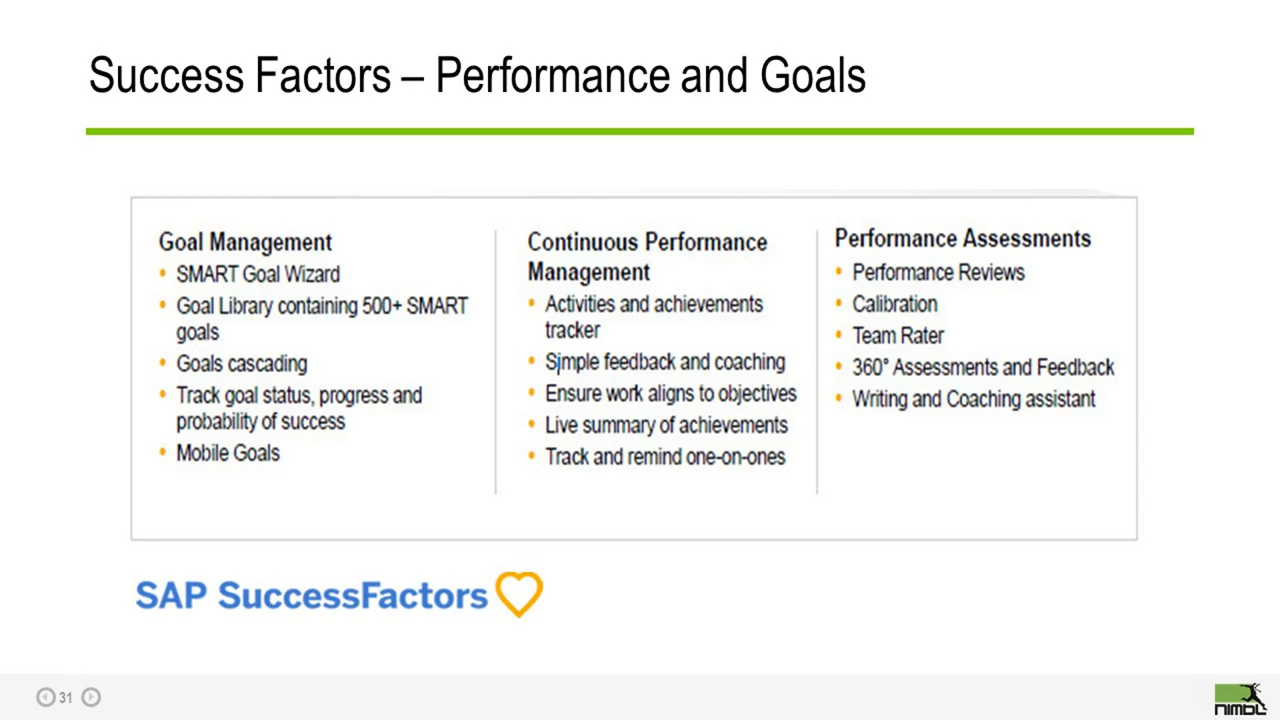 Success Factors – Performance and Goals
Goal Management
• SMART Goal Wizard
• Goal Library containing 500+ SMART
goals
• Goals cascading
• Track goal status, progress and
probability of success
• Mobile Goals
Continuous Performance
Management
• Activities and achievements
tracker
• Simple feedback and coaching
• Ensure work aligns to objectives
• Live summary of achievements
• Track and remind one-on-ones
Performance Assessments
• Performance Reviews
• Calibration
• Team Rater
• 360° Assessments and Feedback
• Writing and Coaching assistant
SAP SuccessFactors
31
nimbl